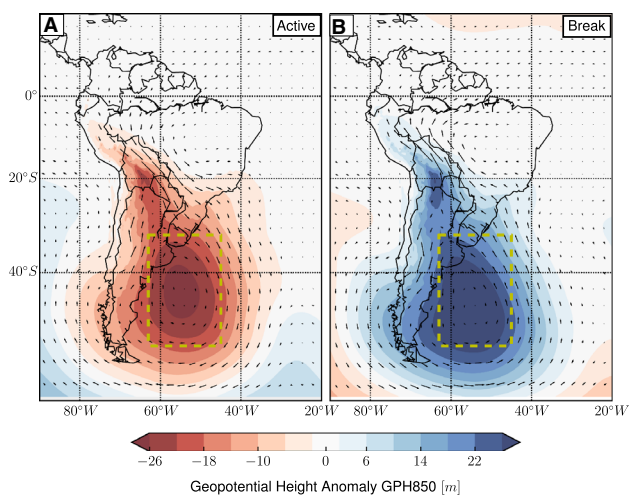 A Active B Break
0°
20°S
40°S
80°W 60°W 40°W 20°W 80°W 60°W 40°W 20°W
−26 −18 −10 0 6 14 22
Geopotential Height Anomaly GPH850 [m]